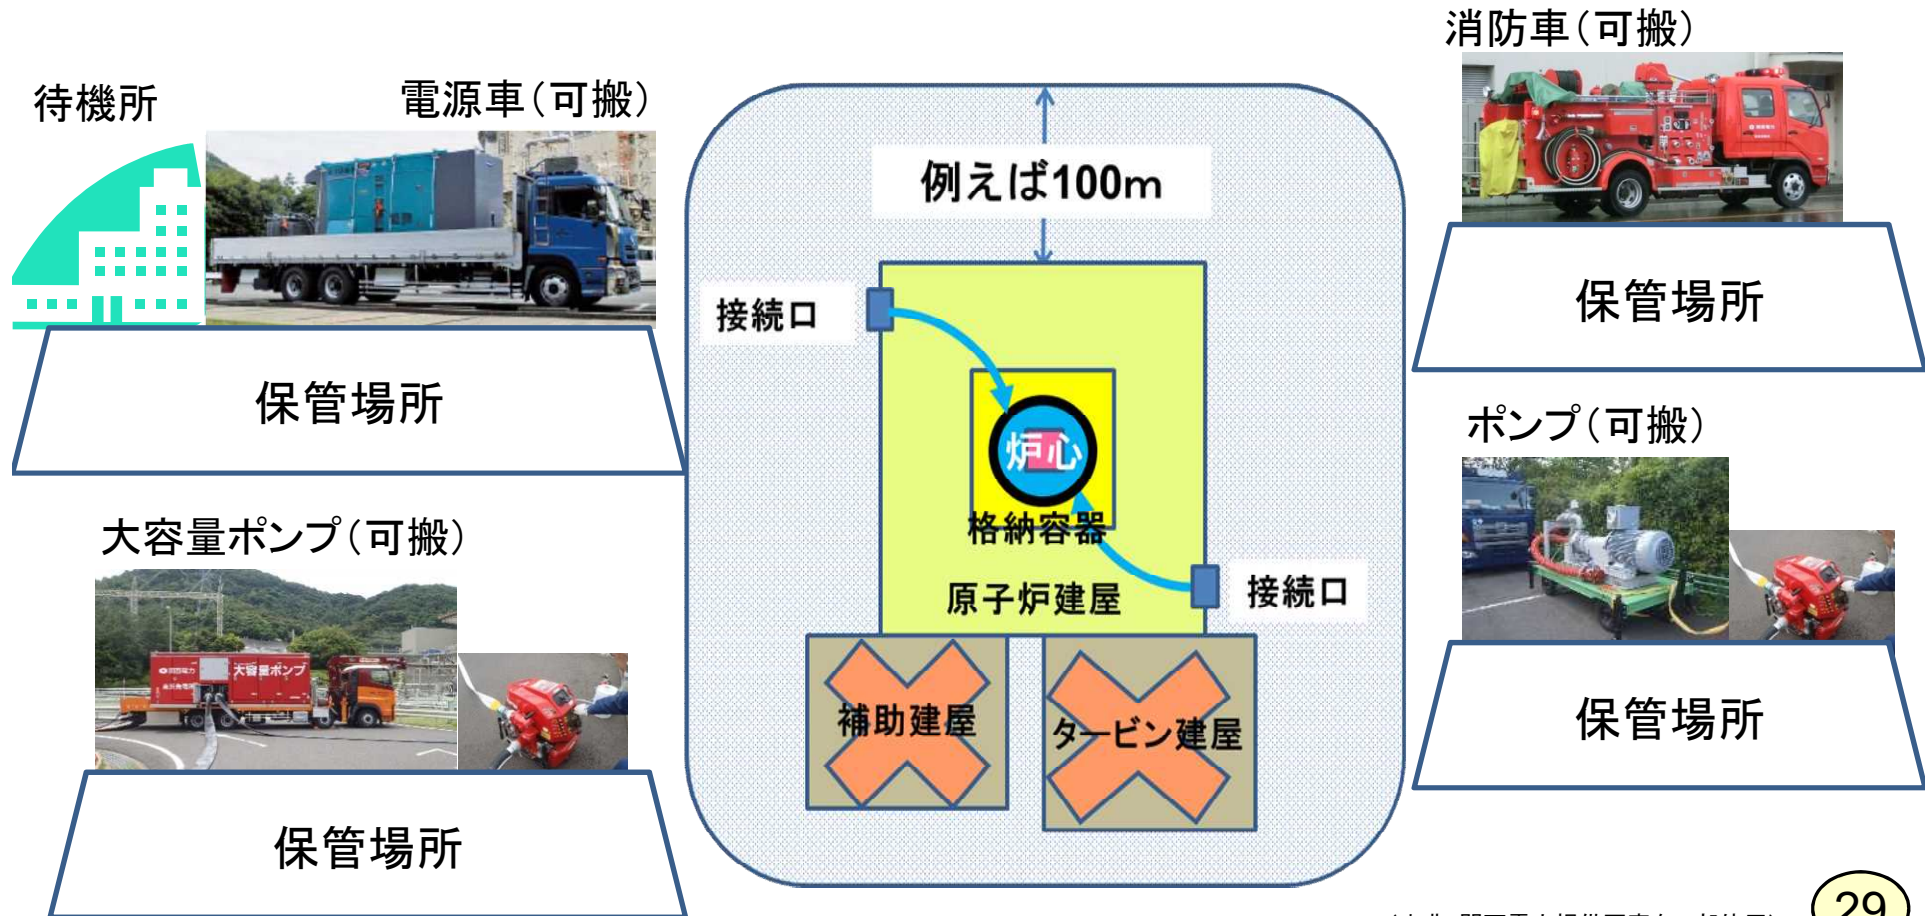 消防車(可搬)
待機所
電源車(可搬)
例えば100m
接続口
保管場所
保管場所
炉心
ポンプ(可搬)
格納容器
大容量ポンプ(可搬)
原子炉建屋
接続口
大容量ポンプ
補助建屋
タービン建屋
保管場所
保管場所
29